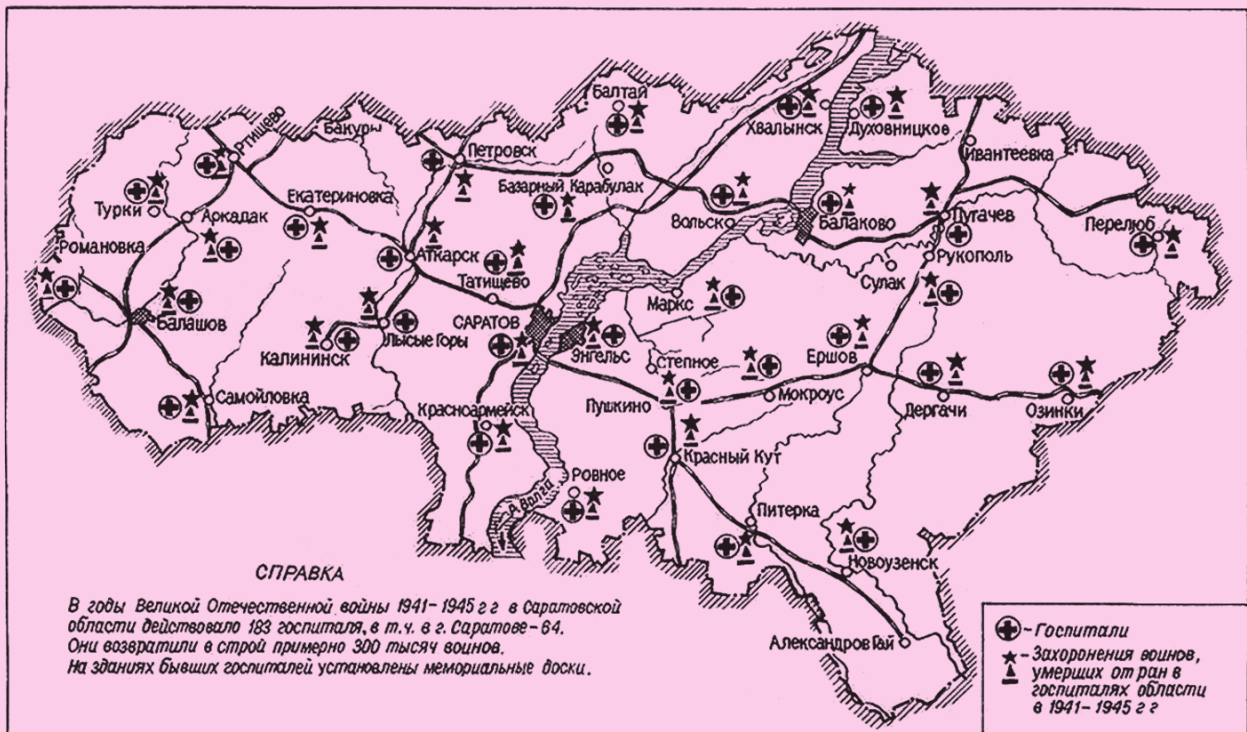 Балтай
Хвалынск
Духовницков
Ртищево
Бакуры
Петровск
Ивантеевка
Турки
Аркадак
Екатериновка
Базарный Карабулак
Вольск
Балаково
Пугачев
Перелюб
Романовка
Аткарск
Рукополь
Сулак
Татищево
Маркс
Балашов
Лысые Горы
САРАТОВ
Энгельс
Степное
Ершов
Калининск
Самойловка
Пушкино
Мокроус
Дергачи
Озинки
Красноармейск
Красный Кут
Ровное
р. Волга
Питерка
Новоузенск
Александров Гай
СПРАВКА
В годы Великой Отечественной войны 1941-1945 г г в Саратовской
области действовало 183 госпиталя, в т.ч. в г. Саратове-64.
Они возвратили в строй примерно 300 тысяч воинов.
На зданиях бывших госпиталей установлены мемориальные доски.
- Госпитали
- Захоронения воинов,
умерших от ран в
госпиталях области
в 1941-1945 г г